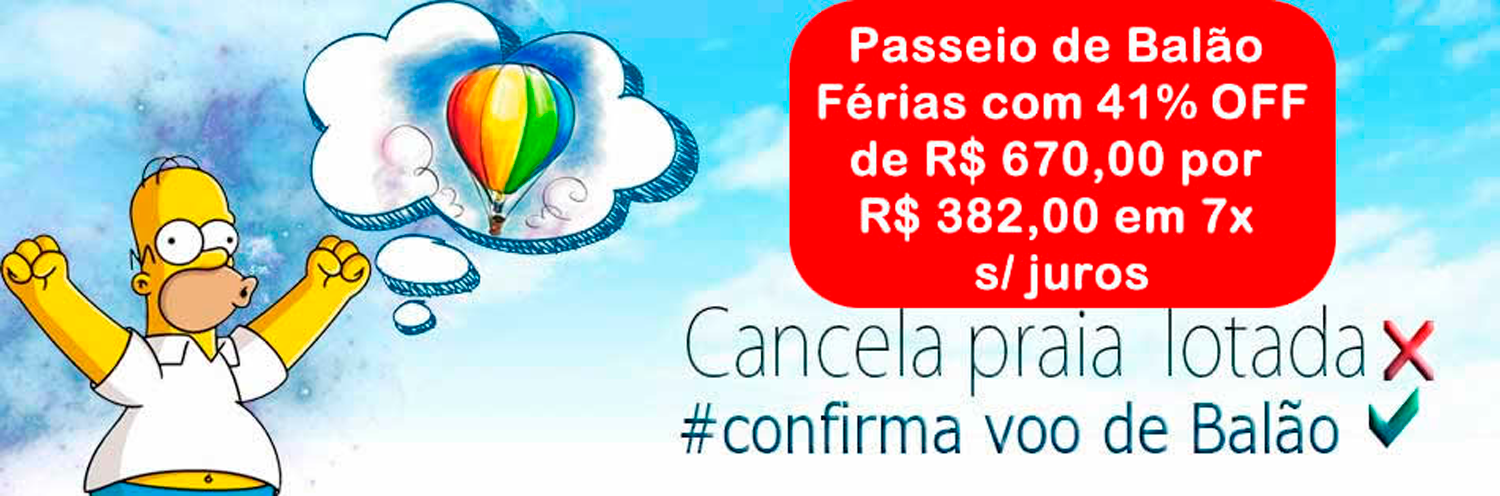 Passeio de Balão
Férias com 41% OFF
de R$ 670,00 por
R$ 382,00 em 7x
s/ juros
Cancela praia lotada
#confirma voo de Balão